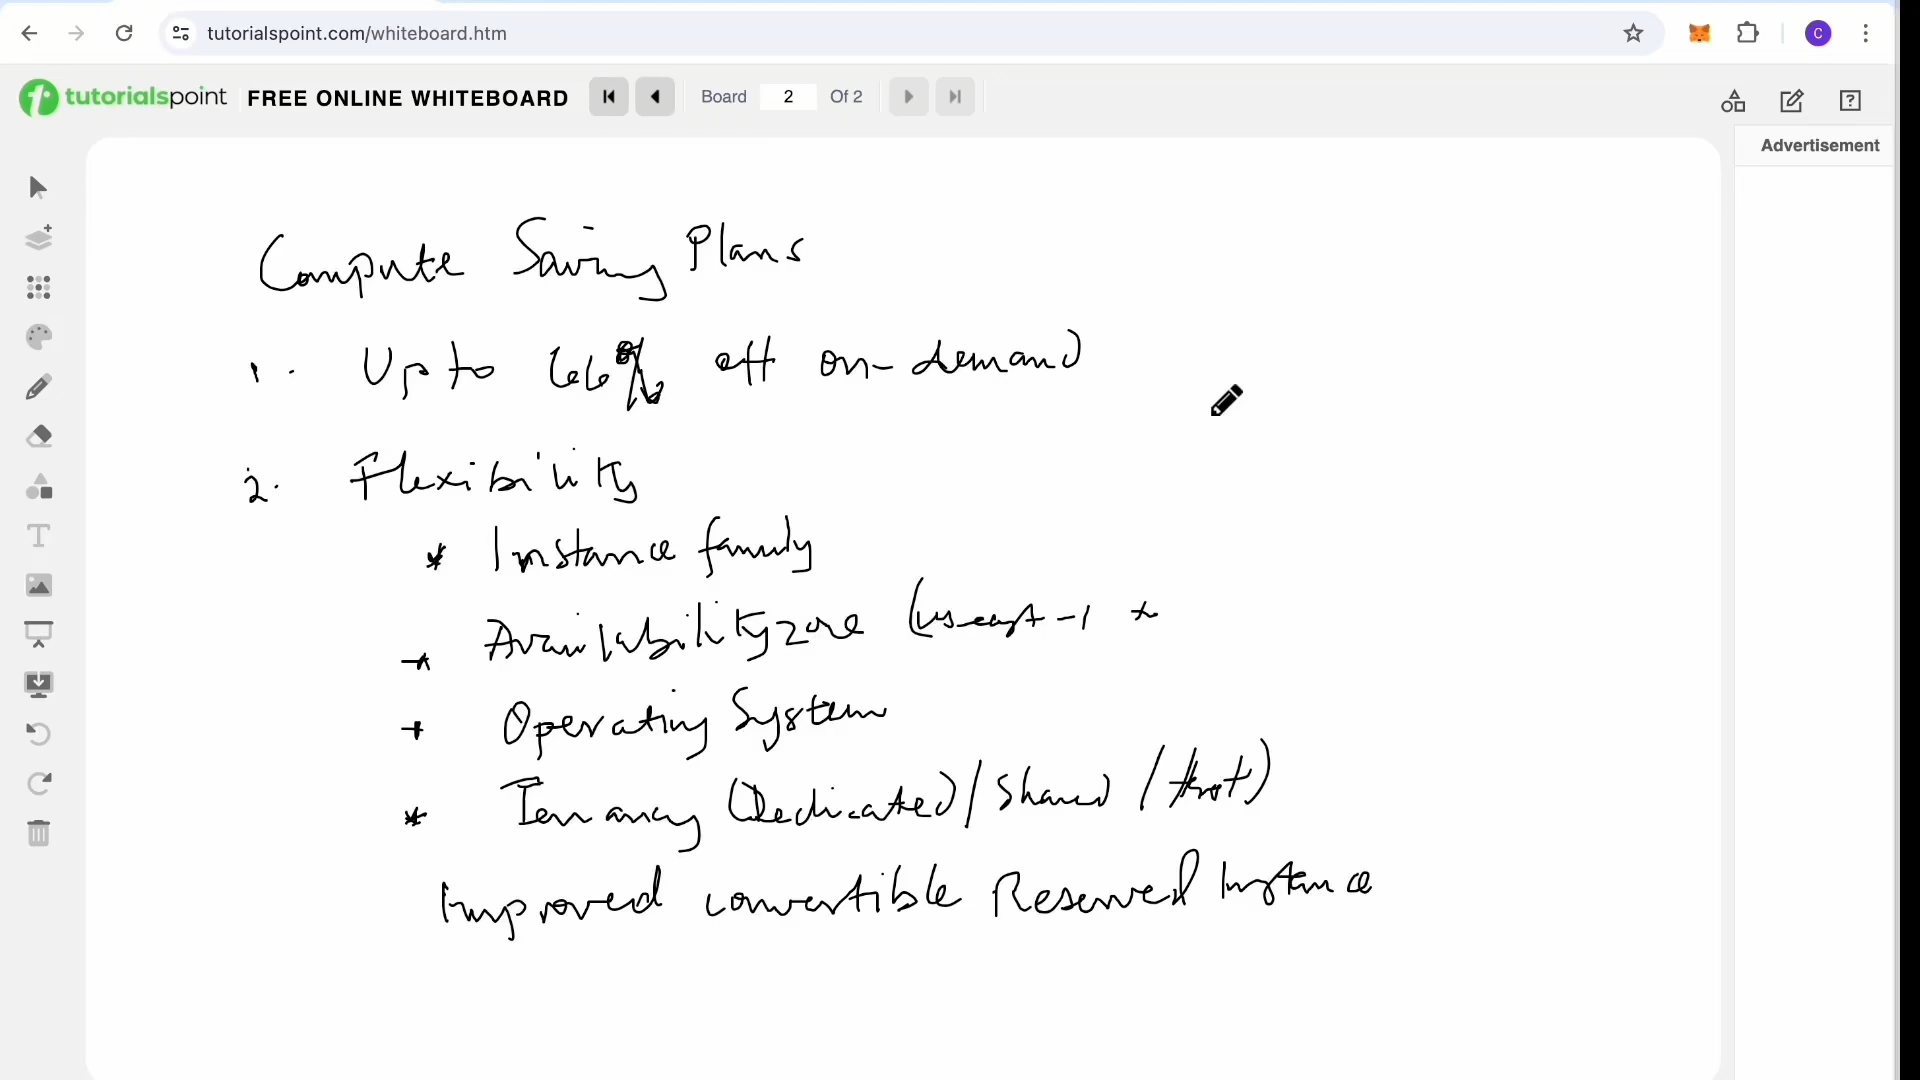 tutorialspoint.com/whiteboard.htm
C
tutorialspoint FREE ONLINE WHITEBOARD Board 2 Of 2
Advertisement
Compute Saving Plans
1. Up to 66% off on-demand
2. Flexibility
* Instance family
* Availability zone (us-east-1 *
+ Operating System
* Tenancy (Dedicated/Shared/Host)
Improved convertible Reserved Instance
T